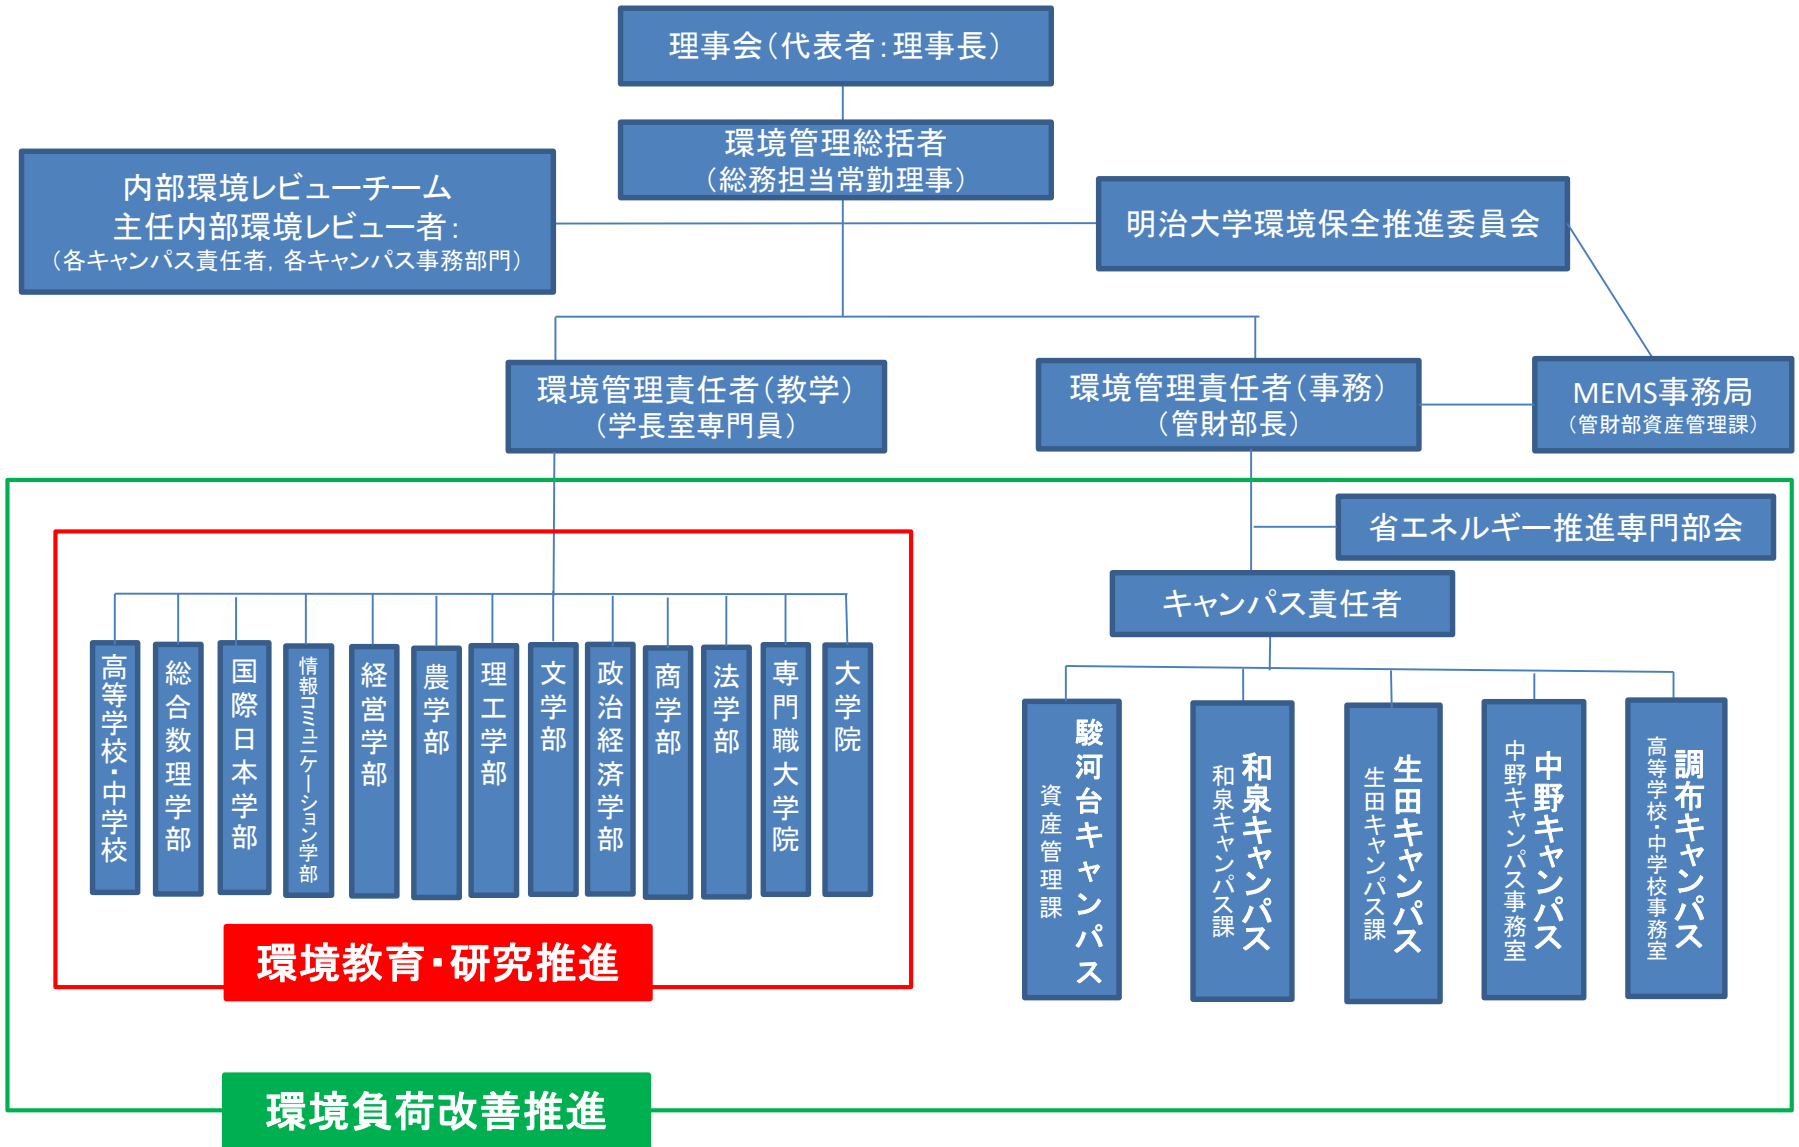 理事会（代表者：理事長）
環境管理総括者
（総務担当常勤理事）
内部環境レビューチーム
主任内部環境レビュー者：
（各キャンパス責任者，各キャンパス事務部門）
明治大学環境保全推進委員会
環境管理責任者（教学）
（学長室専門員）
環境管理責任者（事務）
（管財部長）
MEMS事務局
（管財部資産管理課）
省エネルギー推進専門部会
キャンパス責任者
高等学校・中学校
総合数理学部
国際日本学部
情報コミュニケーション学部
経営学部
農学部
理工学部
文学部
政治経済学部
商学部
法学部
専門職大学院
大学院
駿河台キャンパス
資産管理課
和泉キャンパス
和泉キャンパス課
生田キャンパス
生田キャンパス課
中野キャンパス
中野キャンパス事務室
調布キャンパス
高等学校・中学校事務室
環境教育・研究推進
環境負荷改善推進